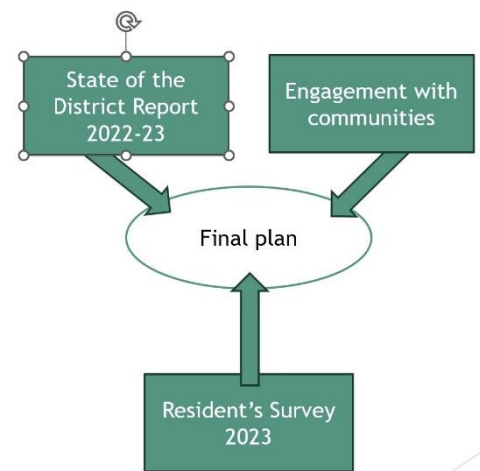 State of the
District Report
2022-23
Engagement with
communities
Final plan
Resident's Survey
2023